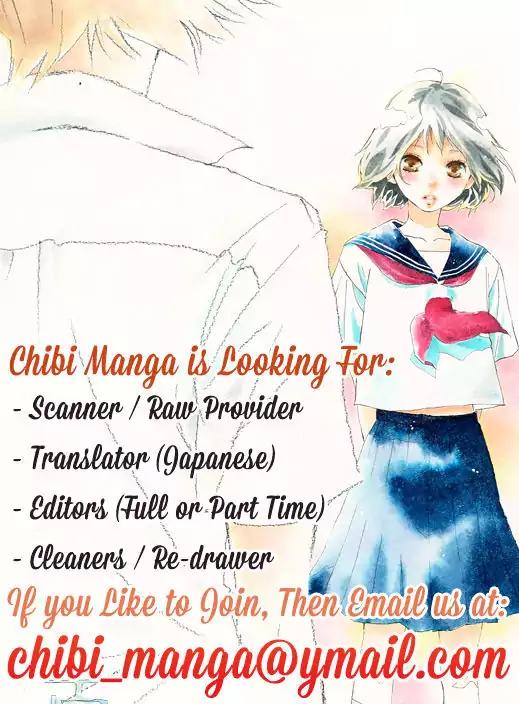 Chibi Manga is Looking For:
- Scanner / Raw Provider
- Translator (Japanese)
- Editors (Full or Part Time)
- Cleaners / Re-drawer
If you Like to Join, Then Email us at:
chibi_manga@ymail.com